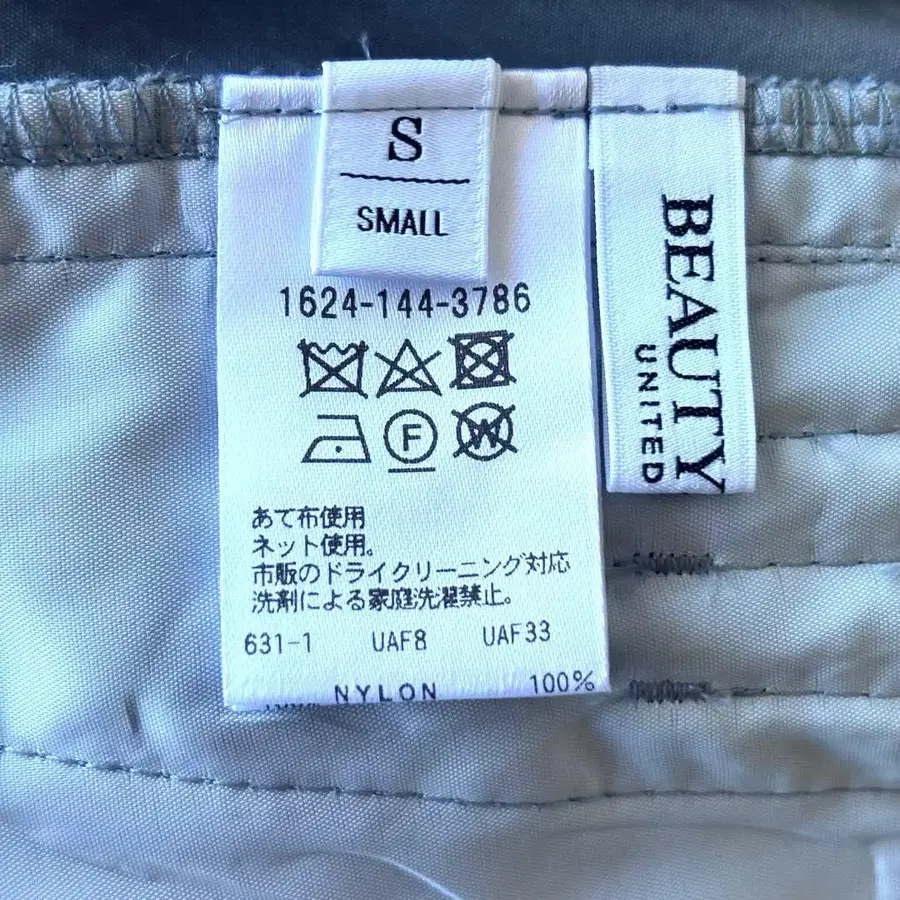 S
SMALL
1624-144-3786
F
W
あて布使用
ネット使用。
市販のドライクリーニング対応
洗剤による家庭洗濯禁止。
631-1 UAF8 UAF33
NYLON 100%
BEAUTY
UNITED